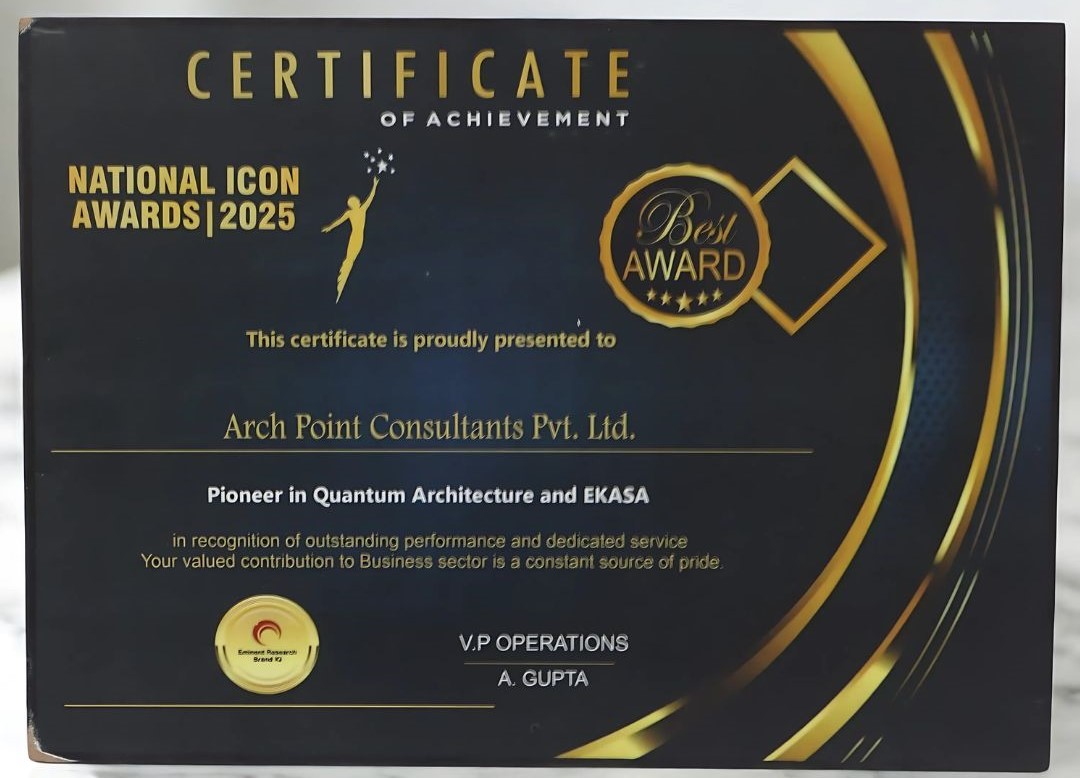 CERTIFICATE
OF ACHIEVEMENT
NATIONAL ICON
AWARDS|2025
Best
AWARD
This certificate is proudly presented to
Arch Point Consultants Pvt. Ltd.
Pioneer in Quantum Architecture and EKASA
in recognition of outstanding performance and dedicated service
Your valued contribution to Business sector is a constant source of pride.
Eminent Research
V.P OPERATIONS
A. GUPTA